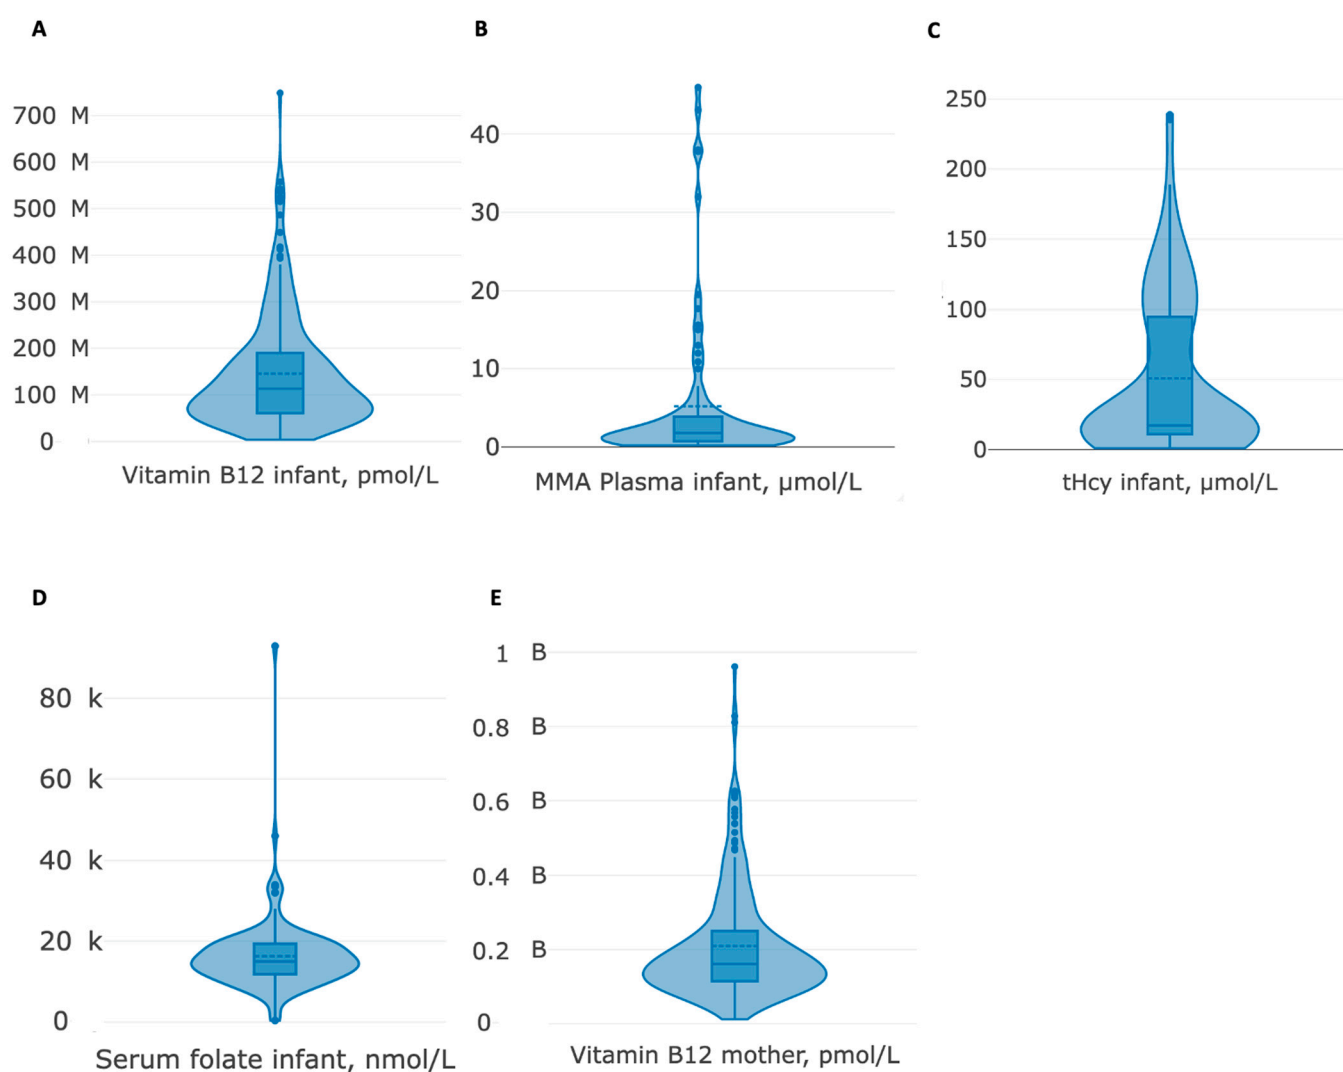 A
B
C
700 M
600 M
500 M
400 M
300 M
200 M
100 M
0
Vitamin B12 infant, pmol/L
40
30
20
10
0
MMA Plasma infant, µmol/L
250
200
150
100
50
0
tHcy infant, µmol/L
D
E
80 k
60 k
40 k
20 k
0
Serum folate infant, nmol/L
1 B
0.8 B
0.6 B
0.4 B
0.2 B
0
Vitamin B12 mother, pmol/L